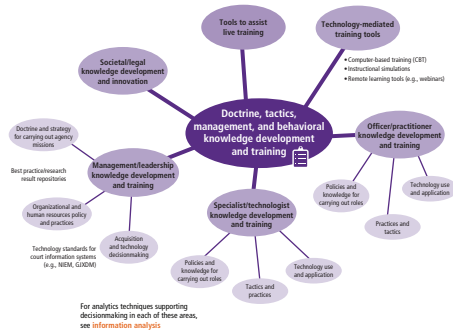 Tools to assist
live training
Technology-mediated
training tools
• Computer-based training (CBT)
• Instructional simulations
• Remote learning tools (e.g., webinars)
Societal/legal
knowledge development
and innovation
Doctrine, tactics,
management, and behavioral
knowledge development
and training
Officer/practitioner
knowledge development
and training
Policies and
knowledge for
carrying out roles
Technology use
and application
Practices and
tactics
Doctrine and strategy
for carrying out agency
missions
Management/leadership
knowledge development
and training
Best practice/research
result repositories
Organizational and
human resources policy
and practices
Acquisition
and technology
decisionmaking
Technology standards for
court information systems
(e.g., NIEM, GJXDM)
Specialist/technologist
knowledge development
and training
Policies and
knowledge for
carrying out roles
Tactics and
practices
Technology use
and application
For analytics techniques supporting
decisionmaking in each of these areas,
see information analysis